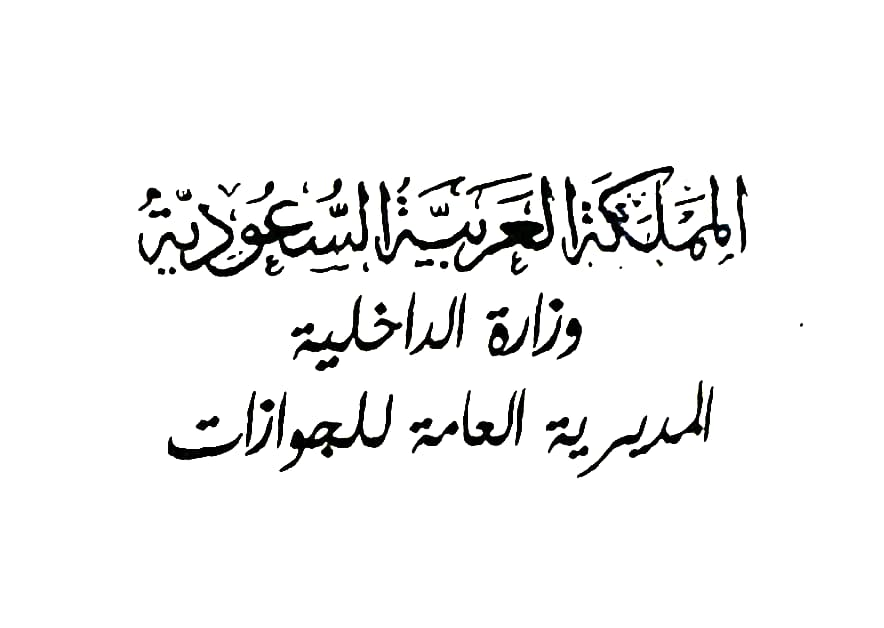 المملكة العربية السعودية
وزارة الداخلية
المديرية العامة للجوازات